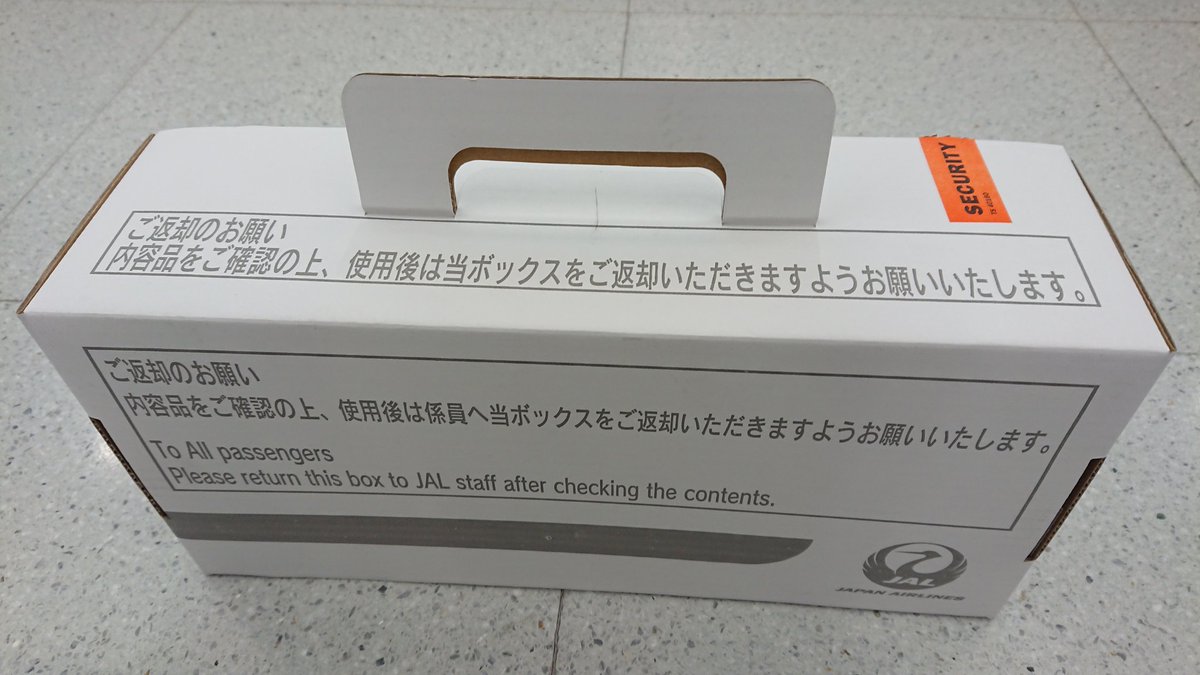 SECURITY
ご返却のお願い
内容品をご確認の上、使用後は当ボックスをご返却いただきますようお願いいたします。
ご返却のお願い
内容品をご確認の上、使用後は係員へ当ボックスをご返却いただきますようお願いいたします。
To All passengers
Please return this box to JAL staff after checking the contents.
JAL
JAPAN AIRLINES